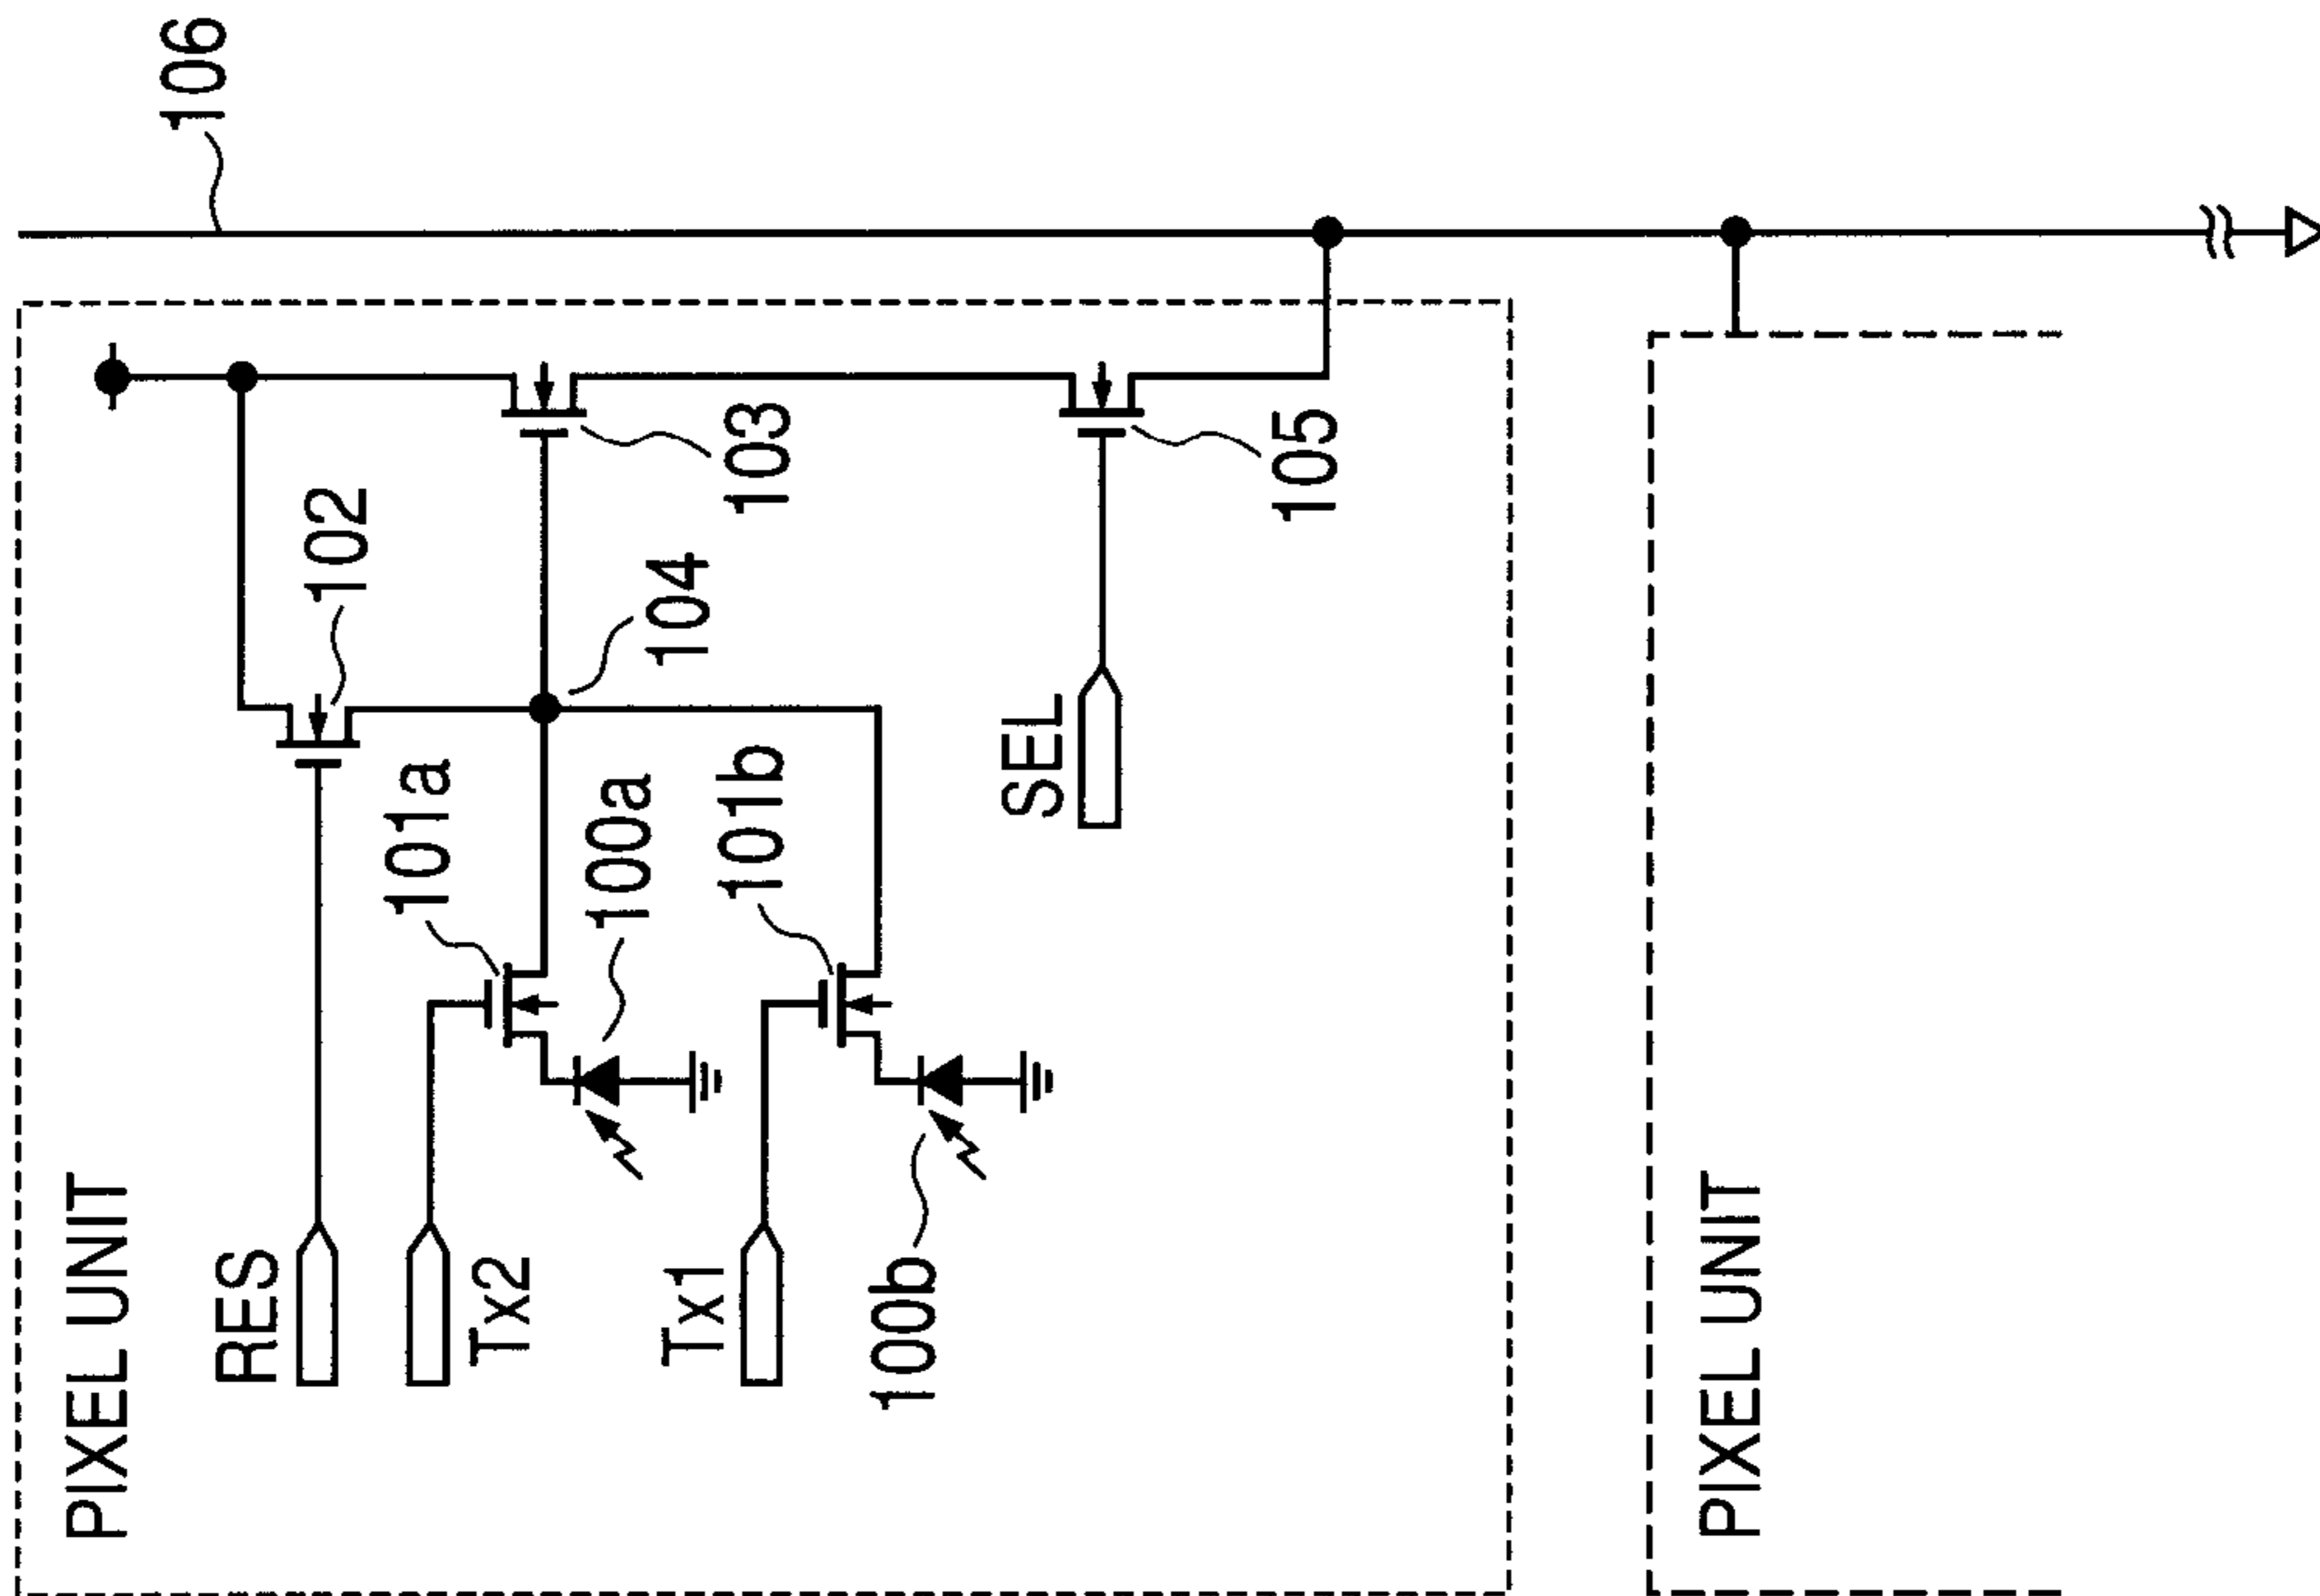 106
PIXEL UNIT
RES
102
Tx2
101a
103
104
100a
Tx1
101b
100b
SEL
105
PIXEL UNIT